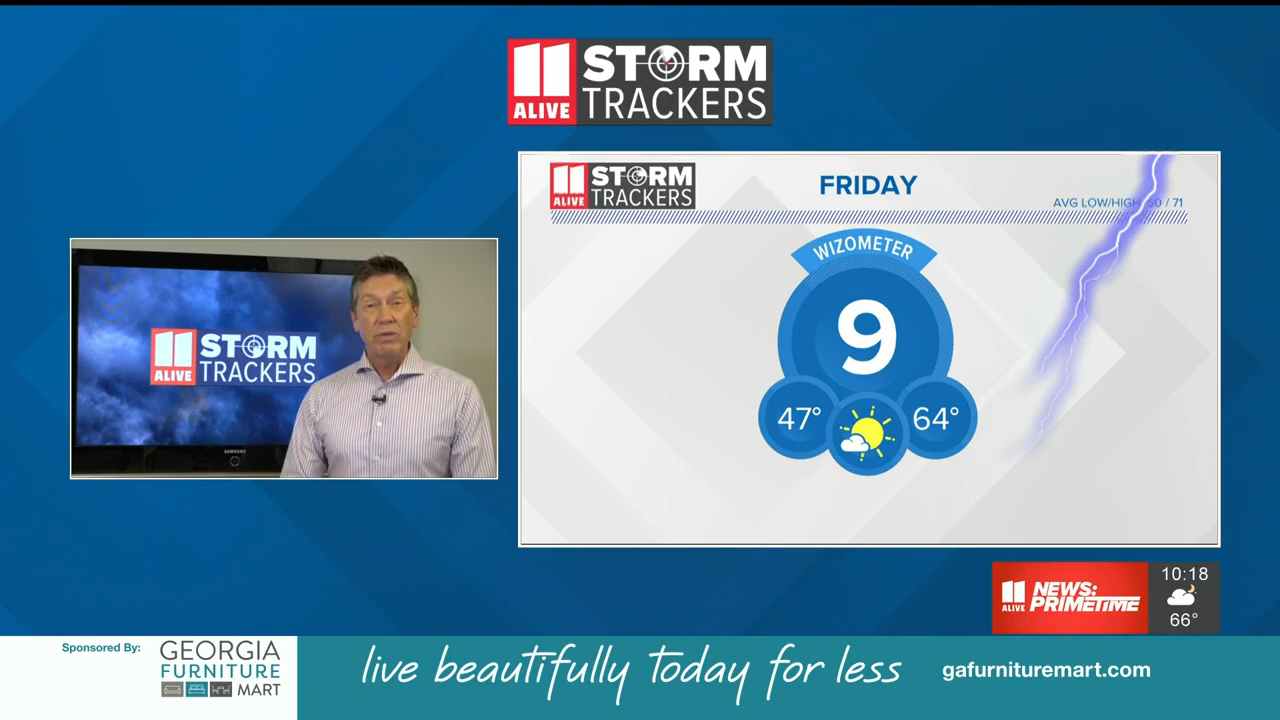 11 ALIVE
STORM
TRACKERS
11 ALIVE
STORM
TRACKERS
FRIDAY
AVG LOW/HIGH 50 / 71
WIZOMETER
9
47°
64°
11 ALIVE
STORM
TRACKERS
SAMSUNG
11 ALIVE
NEWS:
PRIMETIME
10:18
66°
Sponsored By:
GEORGIA
FURNITURE
MART
live beautifully today for less
gafurnituremart.com